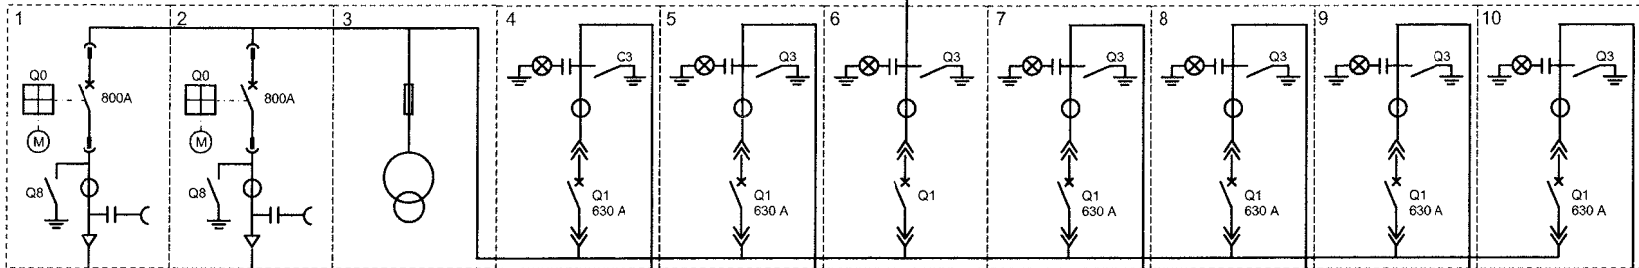 1 2 3 4 5 6 7 8 9 10
Q0 Q0 C3 Q3 Q3 Q3 Q3 Q3 Q3
800A 800A
M M
Q8 Q8
Q1 Q1 Q1 Q1 Q1 Q1 Q1
630 A 630 A 630 A 630 A 630 A 630 A